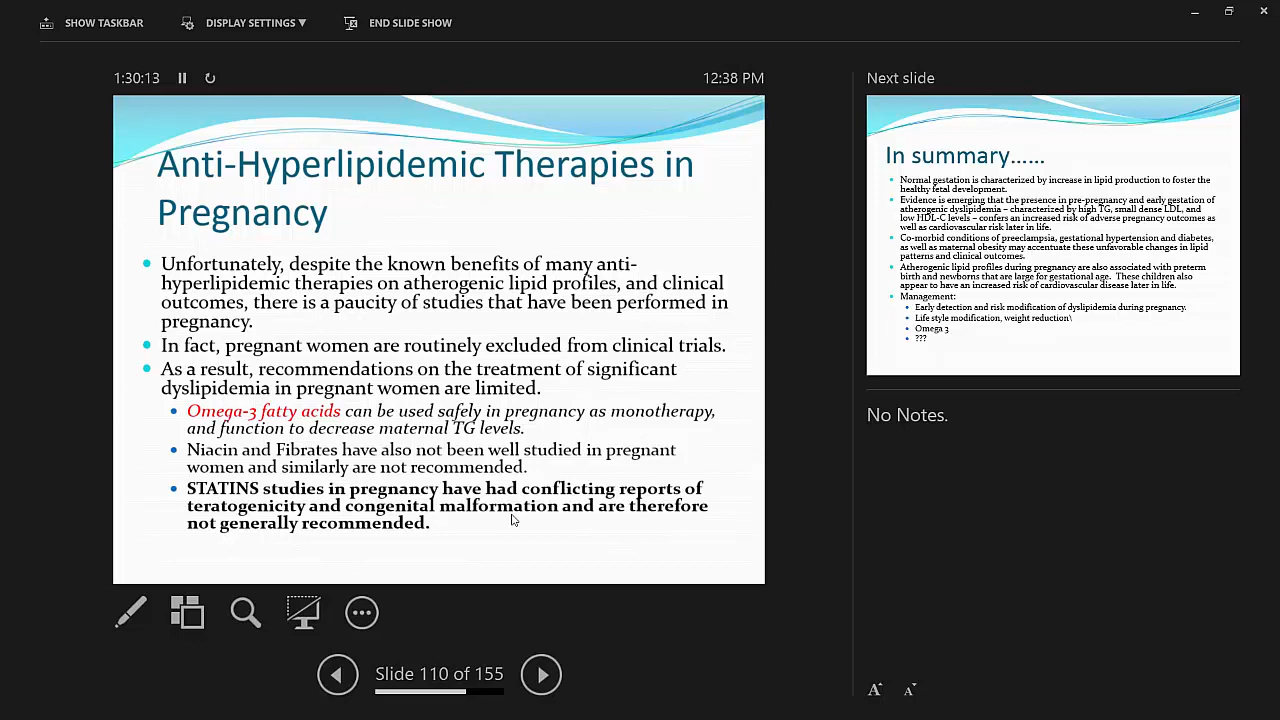 SHOW TASKBAR
DISPLAY SETTINGS ▼
END SLIDE SHOW
1:30:13
12:38 PM
Anti-Hyperlipidemic Therapies in
Pregnancy
• Unfortunately, despite the known benefits of many anti-
hyperlipidemic therapies on atherogenic lipid profiles, and clinical
outcomes, there is a paucity of studies that have been performed in
pregnancy.
• In fact, pregnant women are routinely excluded from clinical trials.
• As a result, recommendations on the treatment of significant
dyslipidemia in pregnant women are limited.
• Omega-3 fatty acids can be used safely in pregnancy as monotherapy,
and function to decrease maternal TG levels.
• Niacin and Fibrates have also not been well studied in pregnant
women and similarly are not recommended.
• STATINS studies in pregnancy have had conflicting reports of
teratogenicity and congenital malformation and are therefore
not generally recommended.
Slide 110 of 155
Next slide
In summary......
• Normal gestation is characterized by increase in lipid production to foster the
healthy fetal development.
• Evidence is emerging that the presence in pre-pregnancy and early gestation of
atherogenic dyslipidemia – characterized by high TG, small dense LDL, and
low HDL-C levels – confers an increased risk of adverse pregnancy outcomes as
well as cardiovascular risk later in life.
• Co-morbid conditions of preeclampsia, gestational hypertension and diabetes,
as well as maternal obesity may accentuate these unfavorable changes in lipid
patterns and clinical outcomes.
• Atherogenic lipid profiles during pregnancy are also associated with preterm
birth and newborns that are large for gestational age. These children also
appear to have an increased risk of cardiovascular disease later in life.
• Management:
• Early detection and risk modification of dyslipidemia during pregnancy.
• Life style modification, weight reduction\
• Omega 3
• ???
No Notes.
A A